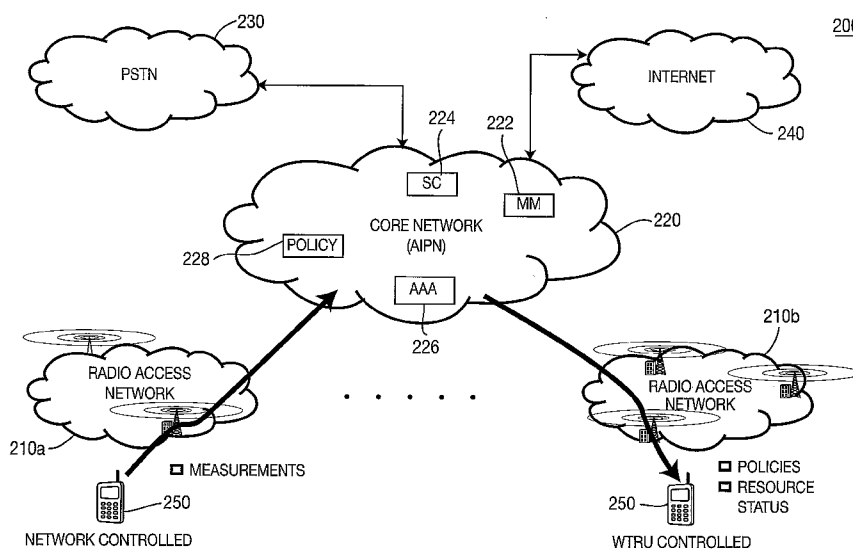 200
230
PSTN
INTERNET
240
224
222
SC
MM
220
CORE NETWORK
(AIPN)
228
POLICY
AAA
226
210b
RADIO ACCESS
NETWORK
RADIO ACCESS
NETWORK
. . . . .
210a
MEASUREMENTS
250
NETWORK CONTROLLED
POLICIES
RESOURCE
STATUS
250
WTRU CONTROLLED